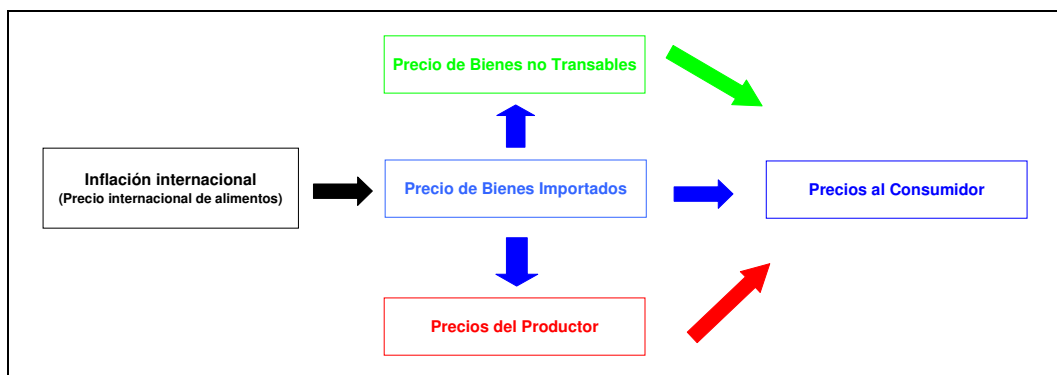 Precio de Bienes no Transables
Inflación internacional
(Precio internacional de alimentos)
Precio de Bienes Importados
Precios al Consumidor
Precios del Productor